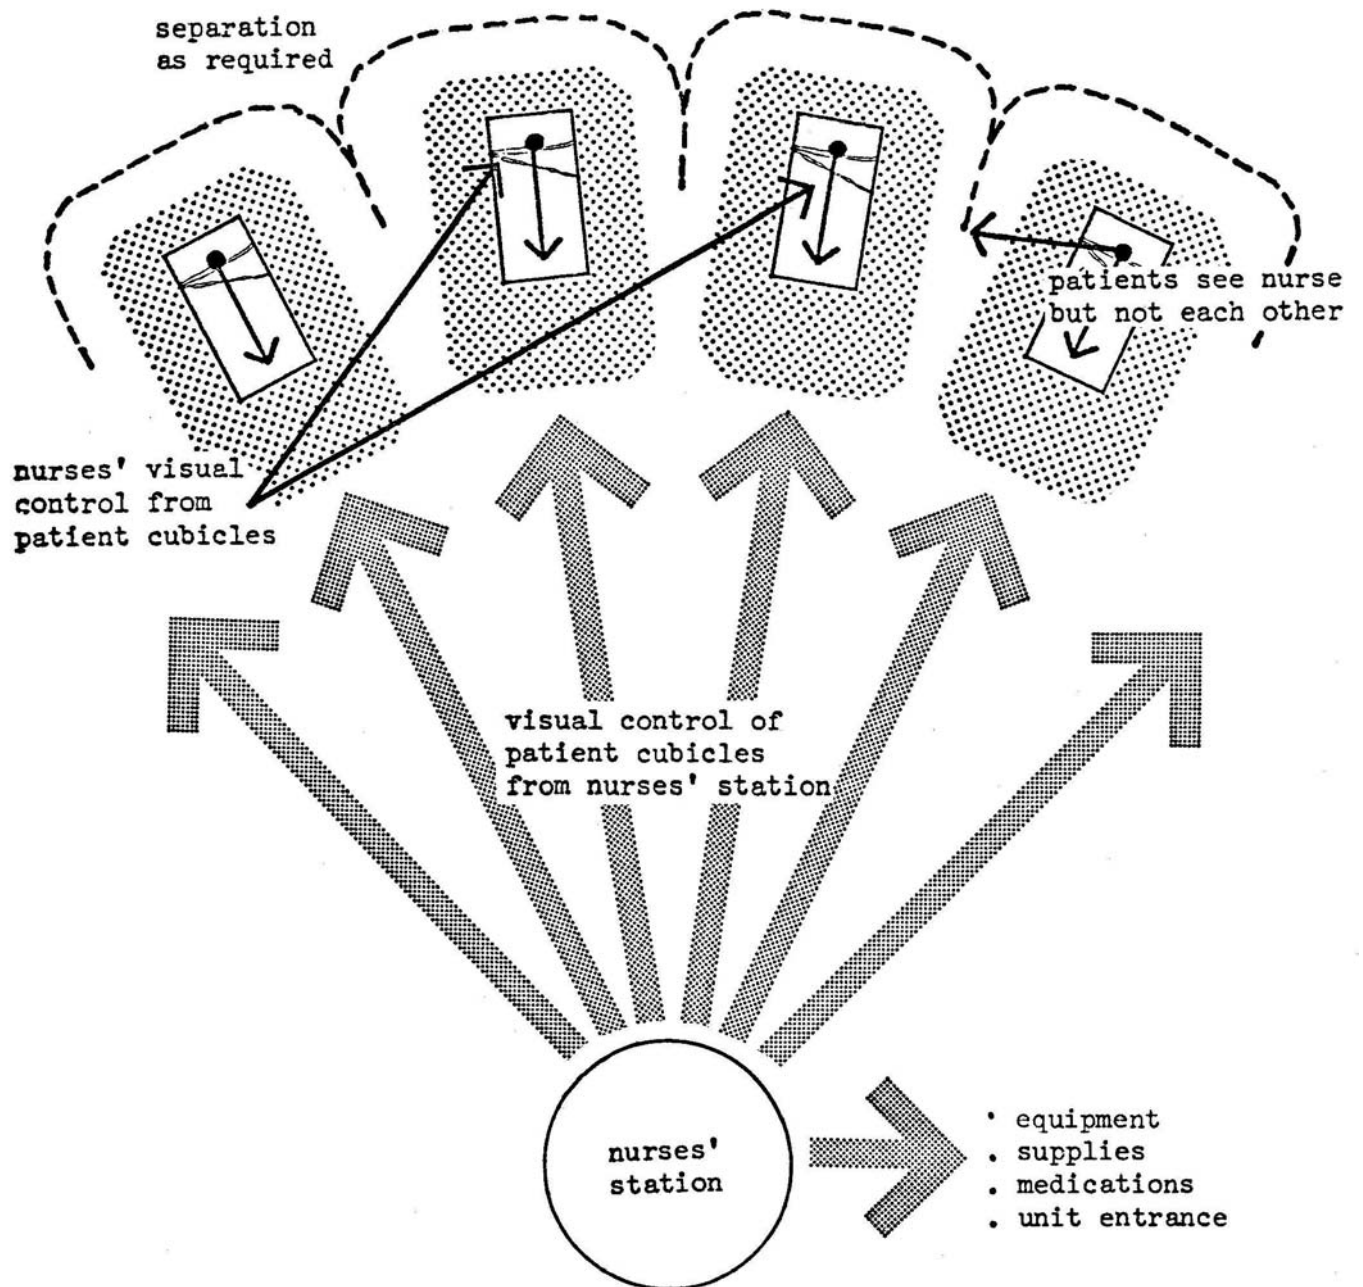 separation
as required
patients see nurse
but not each other
nurses' visual
control from
patient cubicles
visual control of
patient cubicles
from nurses' station
nurses'
station
• equipment
. supplies
. medications
. unit entrance